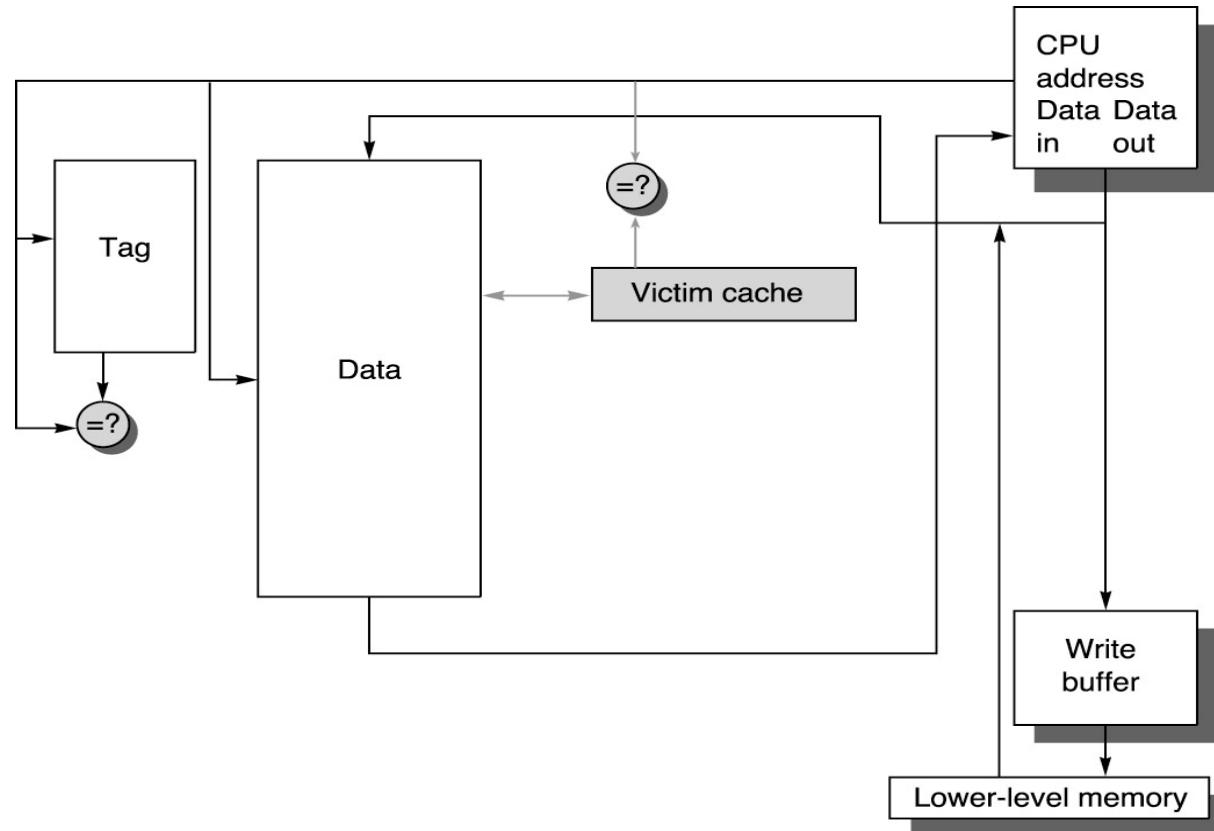 CPU
address
Data Data
in out
=?
Tag
Victim cache
Data
=?
Write
buffer
Lower-level memory